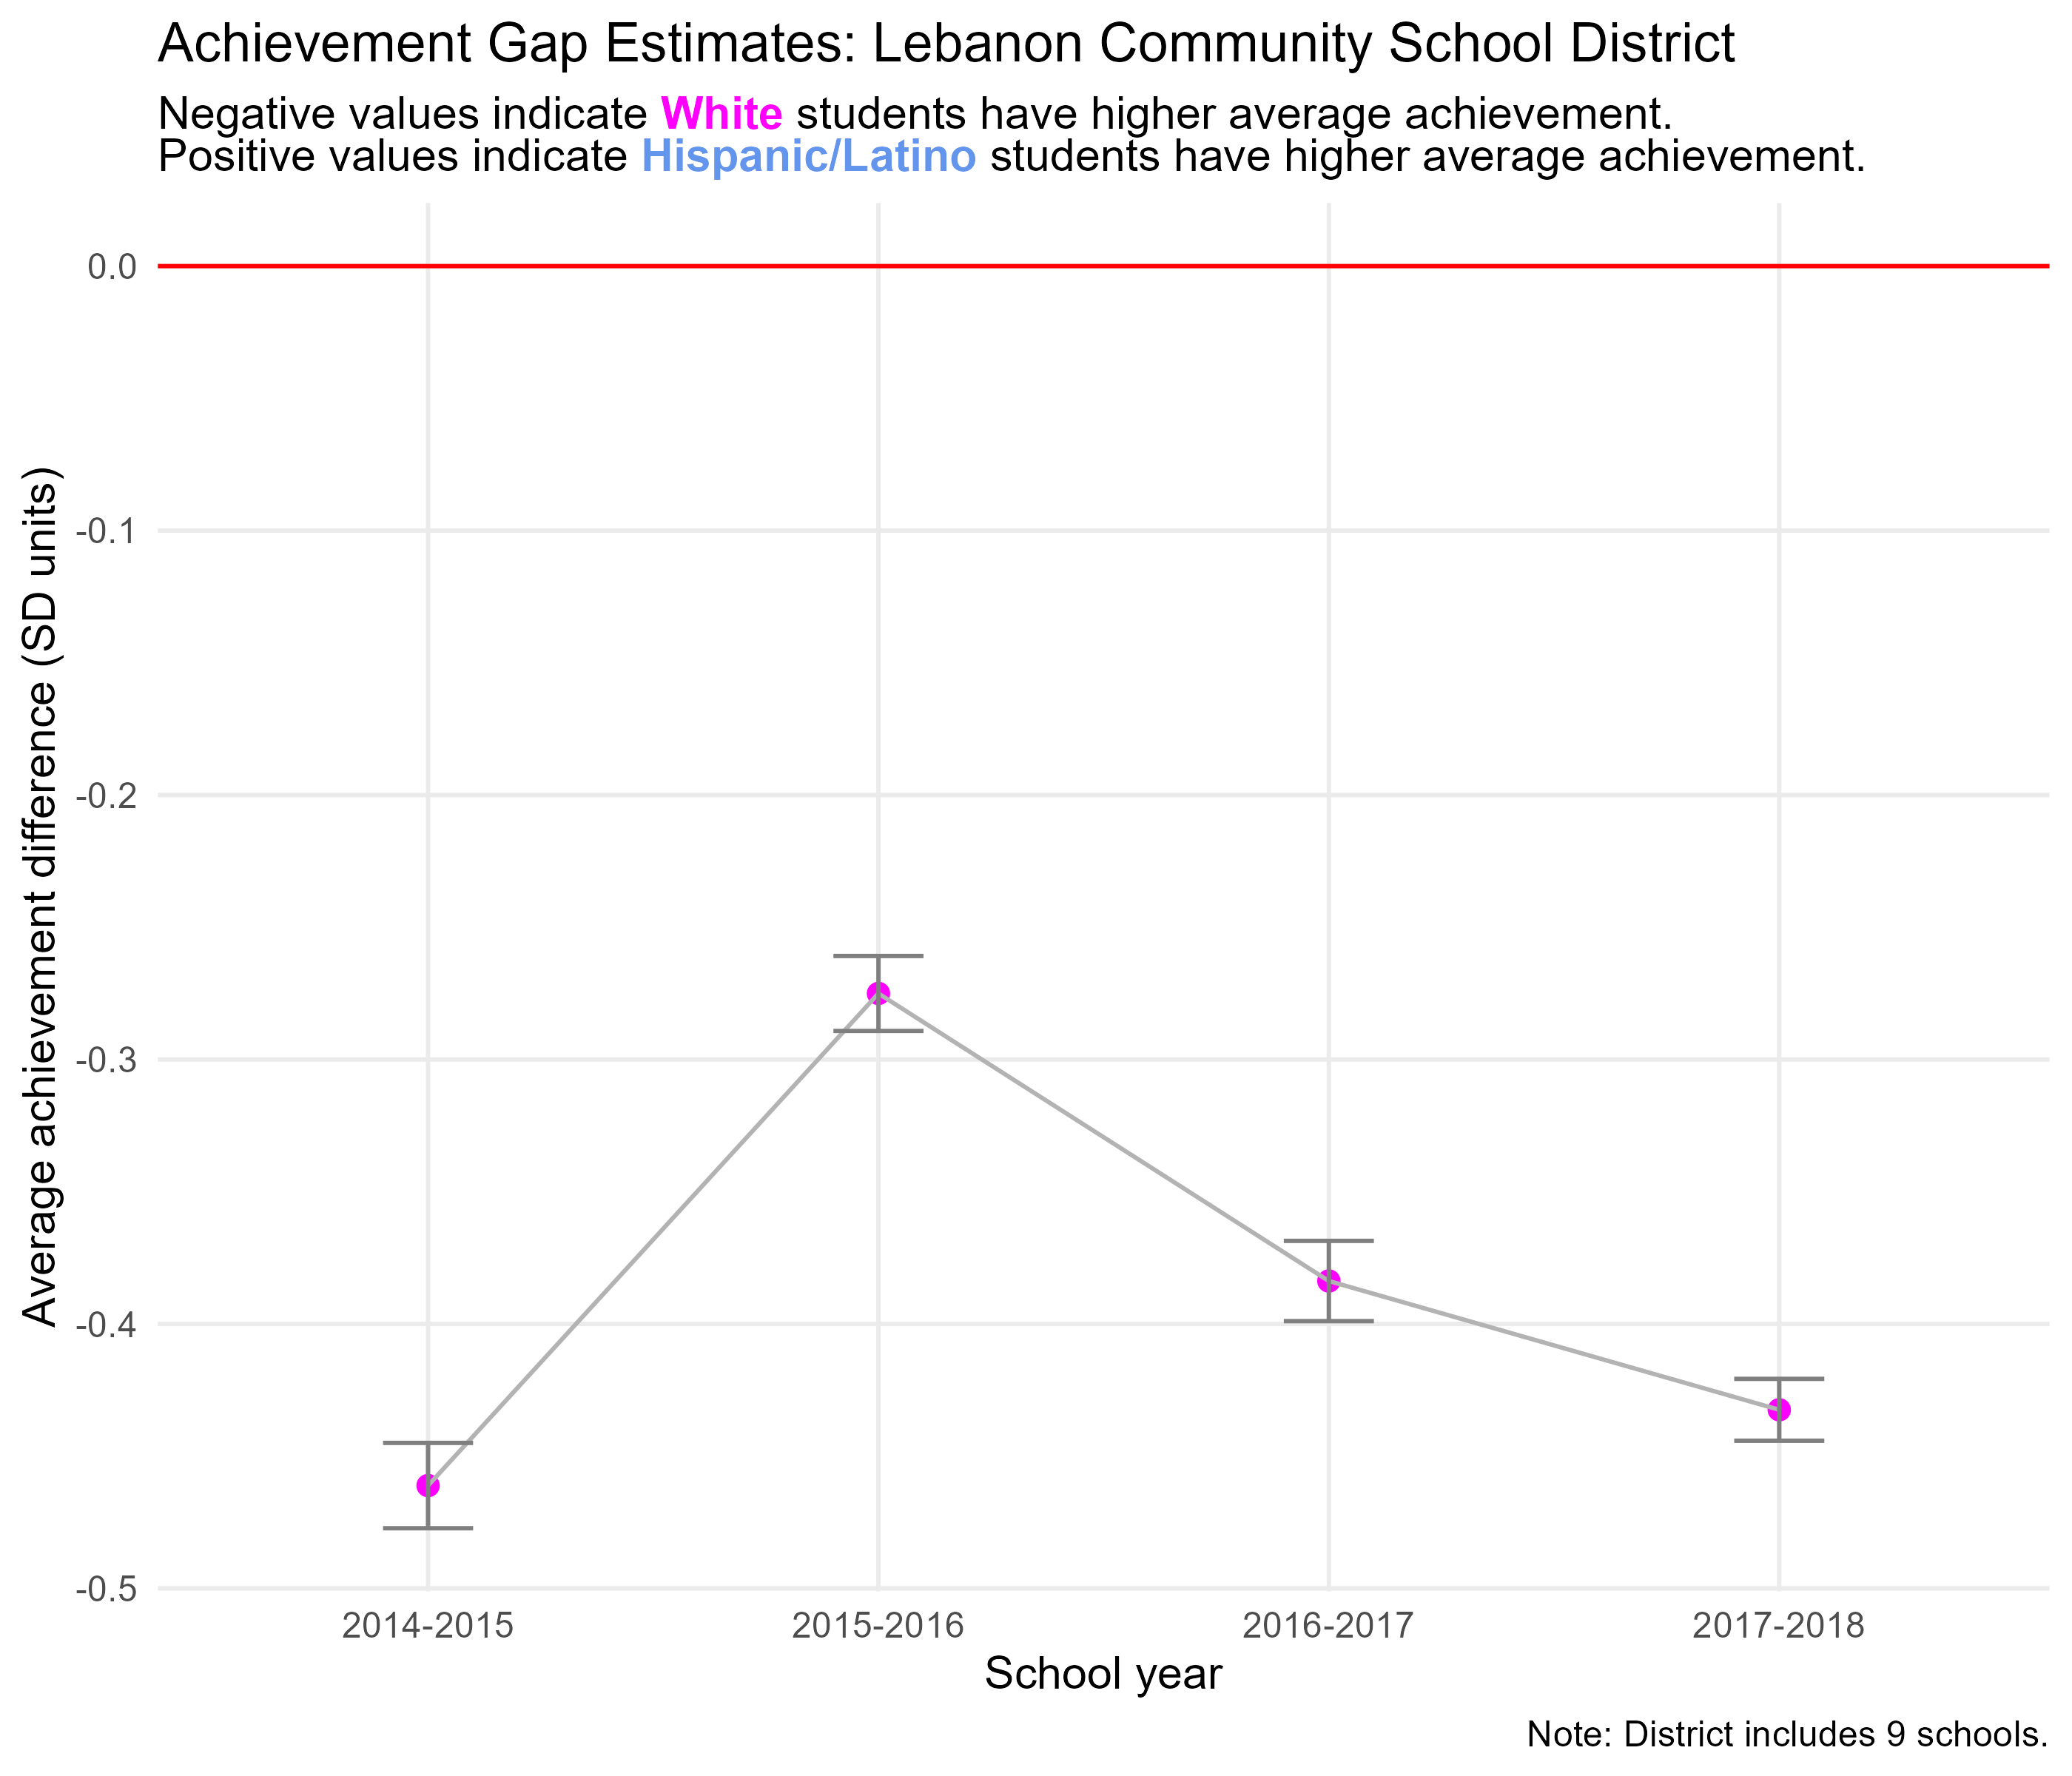 Achievement Gap Estimates: Lebanon Community School District
Negative values indicate White students have higher average achievement.
Positive values indicate Hispanic/Latino students have higher average achievement.
Average achievement difference (SD units)
0.0
-0.1
-0.2
-0.3
-0.4
-0.5
2014-2015 2015-2016 2016-2017 2017-2018
School year
Note: District includes 9 schools.